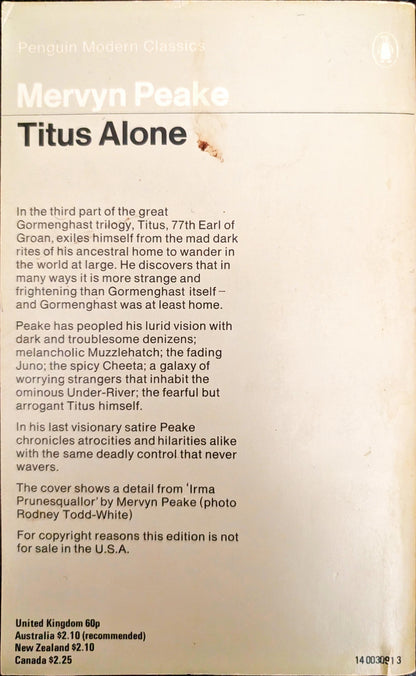 Penguin Modern Classics
Mervyn Peake
Titus Alone
In the third part of the great
Gormenghast trilogy, Titus, 77th Earl of
Groan, exiles himself from the mad dark
rites of his ancestral home to wander in
the world at large. He discovers that in
many ways it is more strange and
frightening than Gormenghast itself –
and Gormenghast was at least home.
Peake has peopled his lurid vision with
dark and troublesome denizens;
melancholic Muzzlehatch; the fading
Juno; the spicy Cheeta; a galaxy of
worrying strangers that inhabit the
ominous Under-River; the fearful but
arrogant Titus himself.
In his last visionary satire Peake
chronicles atrocities and hilarities alike
with the same deadly control that never
wavers.
The cover shows a detail from 'Irma
Prunesquallor' by Mervyn Peake (photo
Rodney Todd-White)
For copyright reasons this edition is not
for sale in the U.S.A.
United Kingdom 60p
Australia $2.10 (recommended)
New Zealand $2.10
Canada $2.25